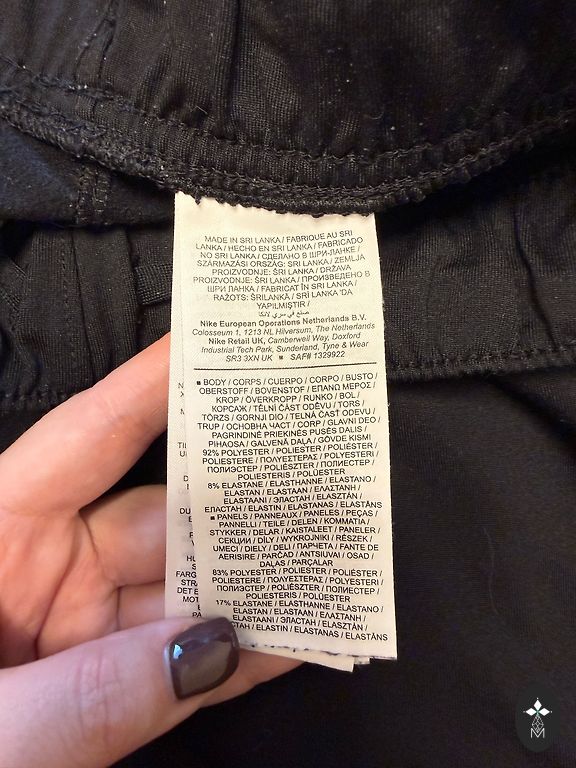 MADE IN SRI LANKA / FABRIQUE AU SRI
LANKA / HECHO EN SRI LANKA / FABRICADO
NO SRI LANKA / СДЕЛАНО В ШРИ-ЛАНКЕ /
SZÁRMAZÁSI ORSZÁG: SRI LANKA / ZEMLJA
PROIZVODNJE: ŠRI LANKA / DRŽAVA
PROIZVODNJE: ŠRI LANKA / ПРОИЗВЕДЕНО В
ШРИ ЛАНКА / FABRICAT ÎN SRI LANKA /
RAŽOTS: ŠRILANKĀ / SRİ LANKA 'DA
YAPILMIŞTIR /
صنع في سري لانكا
Nike European Operations Netherlands B.V.
Colosseum 1, 1213 NL Hilversum, The Netherlands
Nike Retail UK, Camberwell Way, Doxford
Industrial Tech Park, Sunderland, Tyne & Wear
SR3 3XN UK ■ SAF# 1329922
■ BODY / CORPS / CUERPO / CORPO / BUSTO /
OBERSTOFF / BOVENSTOF / ΕΠΑΝΩ ΜΕΡΟΣ /
KROP / ÖVERKROPP / RUNKO / BOL /
КОРСАЖ / TĚLNÍ ČÁST ODĚVU / TORS /
TÖRZS / GORNJI DIO / TELNÁ ČASŤ ODEVU /
TRUP / ОСНОВНА ЧАСТ / CORP / GLAVNI DEO /
PAGRINDINĖ PRIEKINĖS PUSĖS DALIS /
PIHAOSA / GALVENĀ DAĻA / GÖVDE KISMI
92% POLYESTER / POLIESTER / POLIÉSTER /
POLIESTERE / ΠΟΛΥΕΣΤΕΡΑΣ / POLYESTERI /
ПОЛИЭСТЕР / POLIÉSZTER / ПОЛИЕСТЕР /
POLIESTERIS / POLÜESTER
8% ELASTANE / ELASTHANNE / ELASTANO /
ELASTAN / ELASTAAN / ΕΛΑΣΤΑΝΗ /
ELASTAANI / ЭЛАСТАН / ELASZTÁN /
ЕЛАСТАН / ELASTIN / ELASTANAS / ELASTĀNS
■ PANELS / PANNEAUX / PANELES / PEÇAS /
PANNELLI / TEILE / DELEN / ΚΟΜΜΑΤΙΑ /
STYKKER / DELAR / KAISTALEET / PANELER /
СЕКЦИИ / DÍLY / WYKROJNIKI / RÉSZEK /
UMECI / DIELY / DELI / ПАРЧЕТА / FANTE DE
AERISIRE / PARČAD / ANTSIUVAI / OSAD /
DAĻAS / PARÇALAR
83% POLYESTER / POLIESTER / POLIÉSTER /
POLIESTERE / ΠΟΛΥΕΣΤΕΡΑΣ / POLYESTERI /
ПОЛИЭСТЕР / POLIÉSZTER / ПОЛИЕСТЕР /
POLIESTERIS / POLÜESTER
17% ELASTANE / ELASTHANNE / ELASTANO /
ELASTAN / ELASTAAN / ΕΛΑΣΤΑΝΗ /
ELASTAANI / ЭЛАСТАН / ELASZTÁN /
/ ELASTIN / ELASTANAS / ELASTĀNS